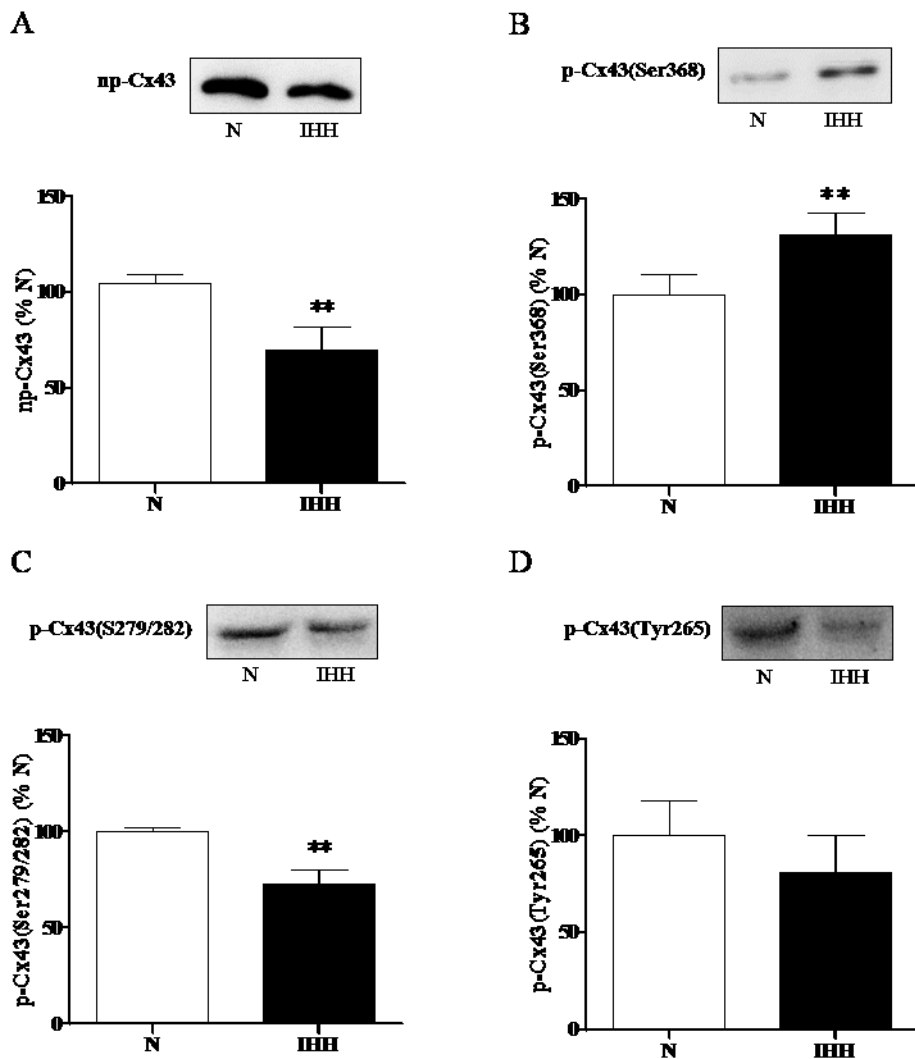 A
np-Cx43
N IHH
150
100
50
0
np-Cx43 (% N)
**
N IHH
B
p-Cx43(Ser368)
N IHH
150
100
50
0
p-Cx43(Ser368) (% N)
**
N IHH
C
p-Cx43(S279/282)
N IHH
150
100
50
0
p-Cx43(Ser279/282) (% N)
**
N IHH
D
p-Cx43(Tyr265)
N IHH
150
100
50
0
p-Cx43(Tyr265) (% N)
N IHH